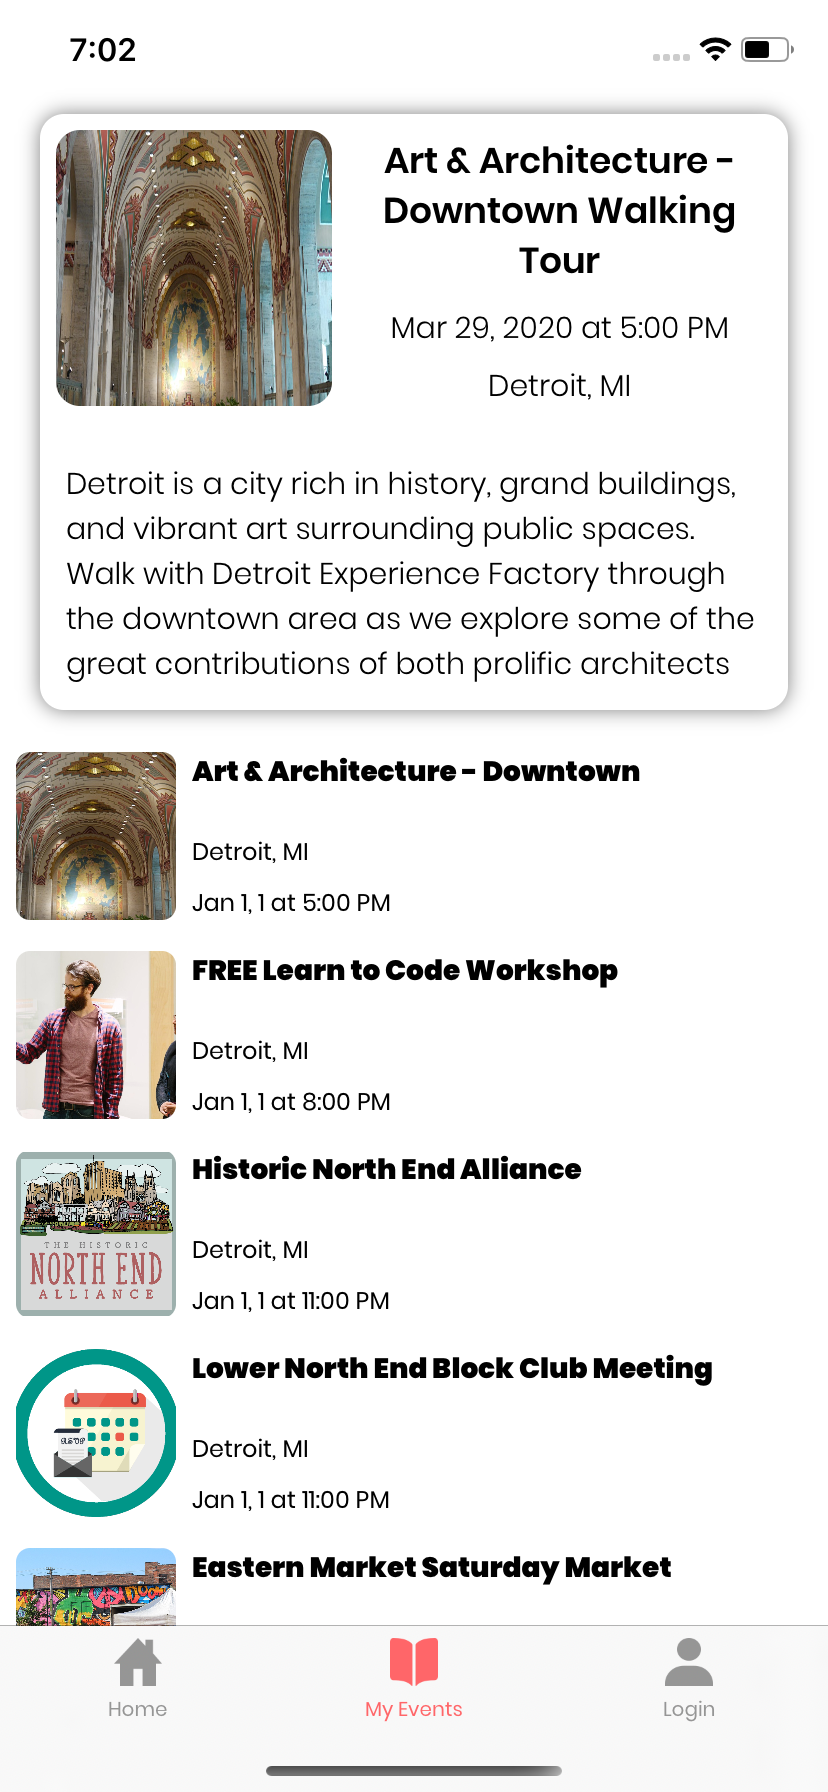 7:02
Art & Architecture -
Downtown Walking
Tour
Mar 29, 2020 at 5:00 PM
Detroit, MI
Detroit is a city rich in history, grand buildings,
and vibrant art surrounding public spaces.
Walk with Detroit Experience Factory through
the downtown area as we explore some of the
great contributions of both prolific architects
Art & Architecture - Downtown
Detroit, MI
Jan 1, 1 at 5:00 PM
FREE Learn to Code Workshop
Detroit, MI
Jan 1, 1 at 8:00 PM
THE HISTORIC
NORTH END
ALLIANCE
Historic North End Alliance
Detroit, MI
Jan 1, 1 at 11:00 PM
Lower North End Block Club Meeting
Detroit, MI
Jan 1, 1 at 11:00 PM
Eastern Market Saturday Market
Home
My Events
Login